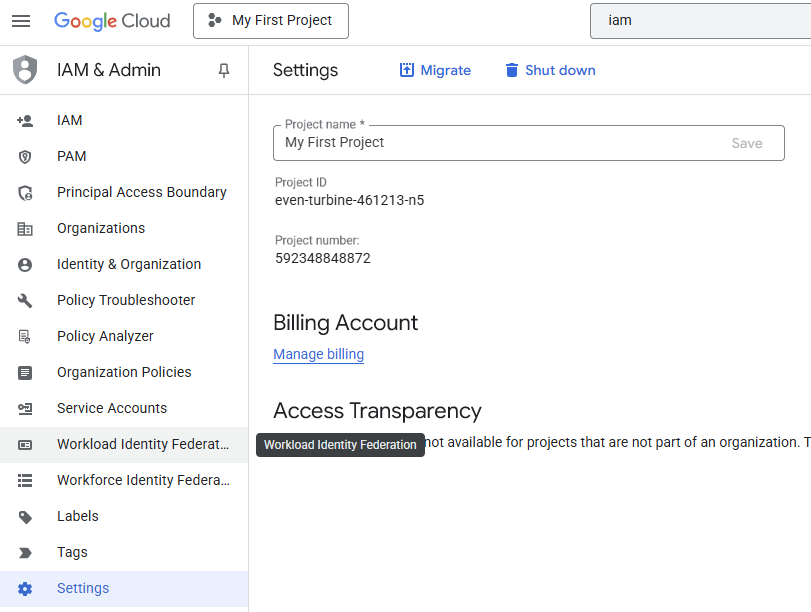 Google Cloud
My First Project
iam
IAM & Admin
Settings
Migrate
Shut down
IAM
PAM
Principal Access Boundary
Organizations
Identity & Organization
Policy Troubleshooter
Policy Analyzer
Organization Policies
Service Accounts
Workload Identity Federat...
Workforce Identity Federa...
Labels
Tags
Settings
Project name *
My First Project
Save
Project ID
even-turbine-461213-n5
Project number:
592348848872
Billing Account
Manage billing
Access Transparency
Workload Identity Federation
not available for projects that are not part of an organization. T